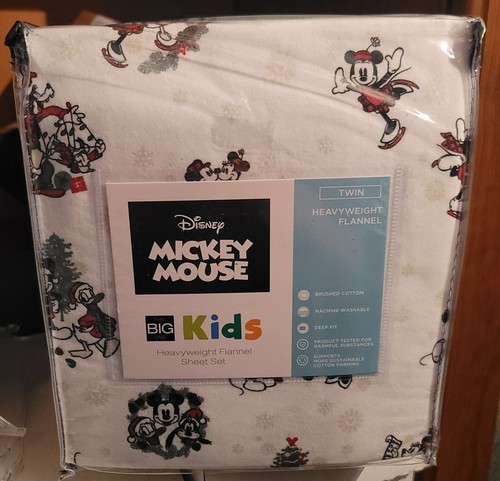 Disney
MICKEY
MOUSE
THE
BIG
ONE
Kids
Heavyweight Flannel
Sheet Set
TWIN
HEAVYWEIGHT
FLANNEL
BRUSHED COTTON
MACHINE WASHABLE
DEEP FIT
PRODUCT TESTED FOR
HARMFUL SUBSTANCES
SUPPORTS
MORE SUSTAINABLE
COTTON FARMING